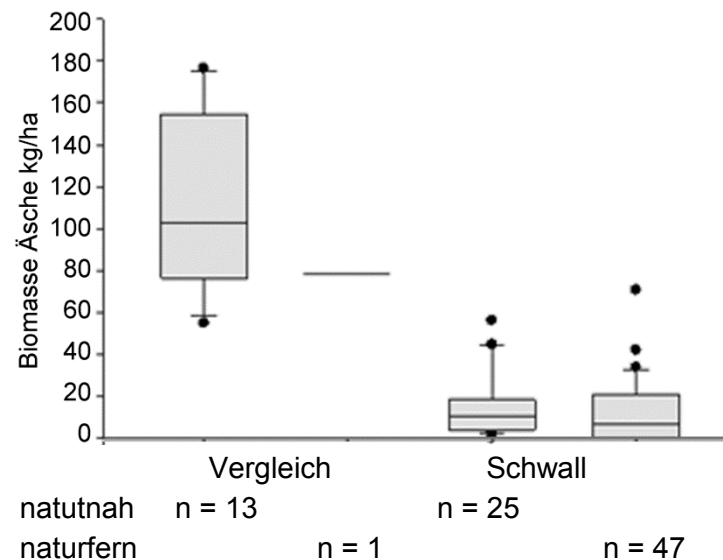 Biomasse Äsche kg/ha
200
180
160
140
120
100
80
60
40
20
0
Vergleich Schwall
natutnah n = 13 n = 25
naturfern n = 1 n = 47